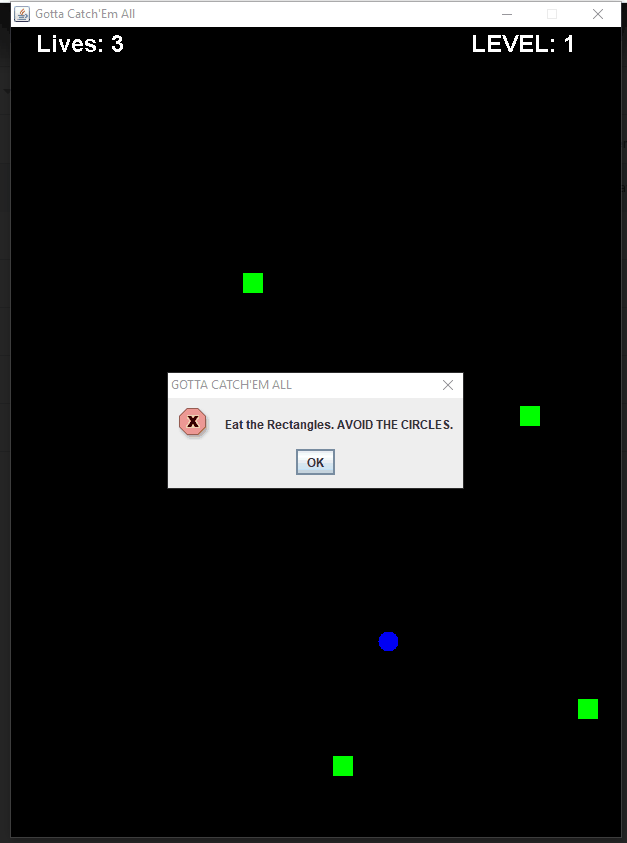 Gotta Catch'Em All
Lives: 3 LEVEL: 1
GOTTA CATCH'EM ALL
X
Eat the Rectangles. AVOID THE CIRCLES.
OK